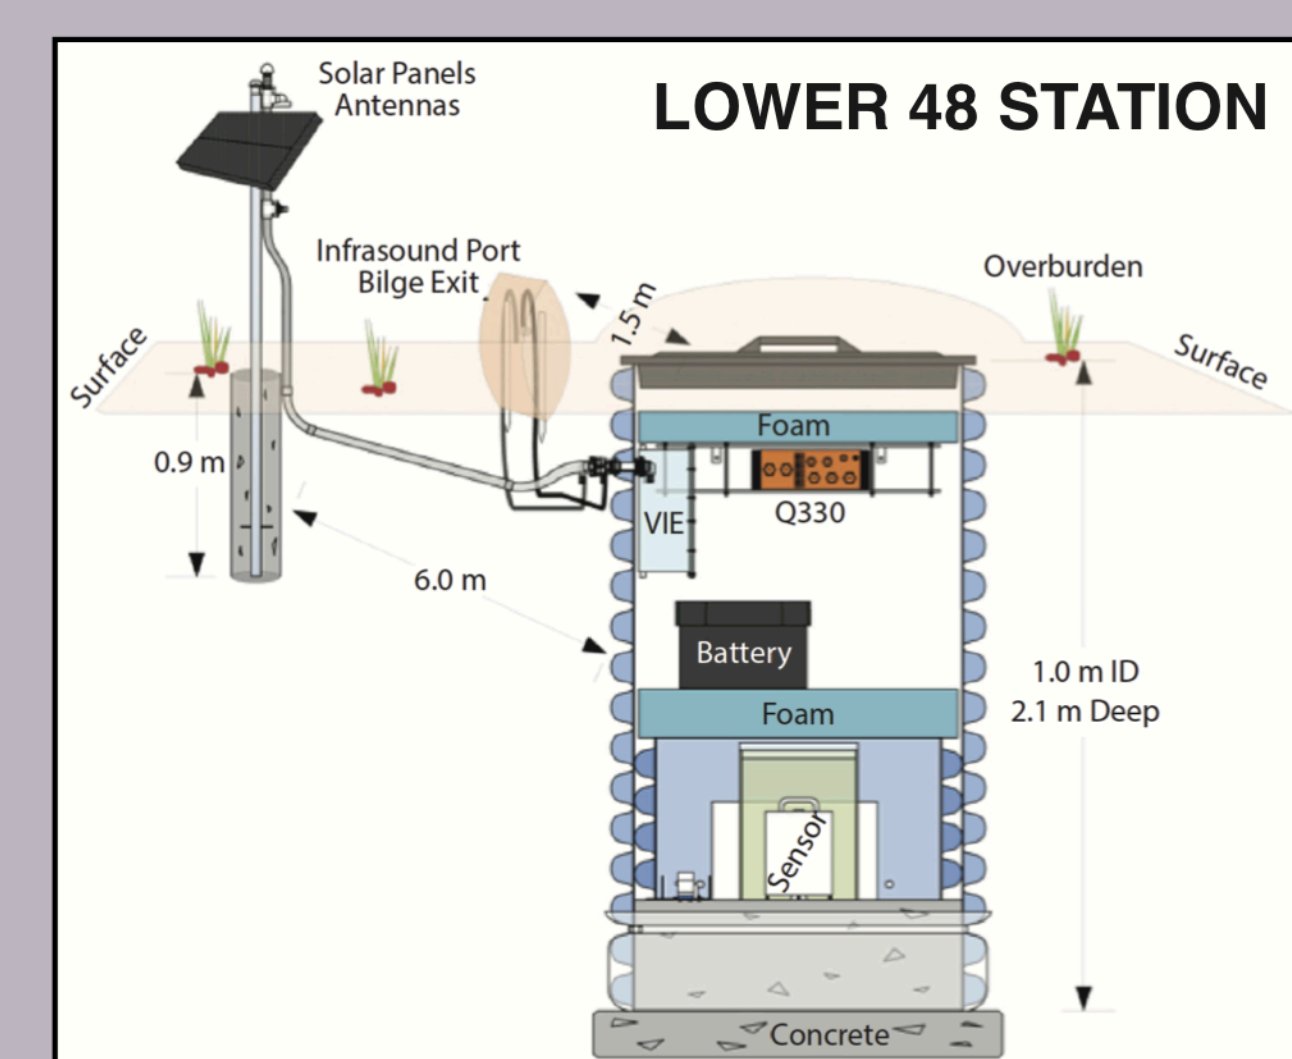 LOWER 48 STATION
Solar Panels
Antennas
Infrasound Port
Bilge Exit
1.5 m
Overburden
Surface
Surface
Foam
0.9 m
VIE
Q330
6.0 m
Battery
1.0 m ID
2.1 m Deep
Foam
Sensor
Concrete